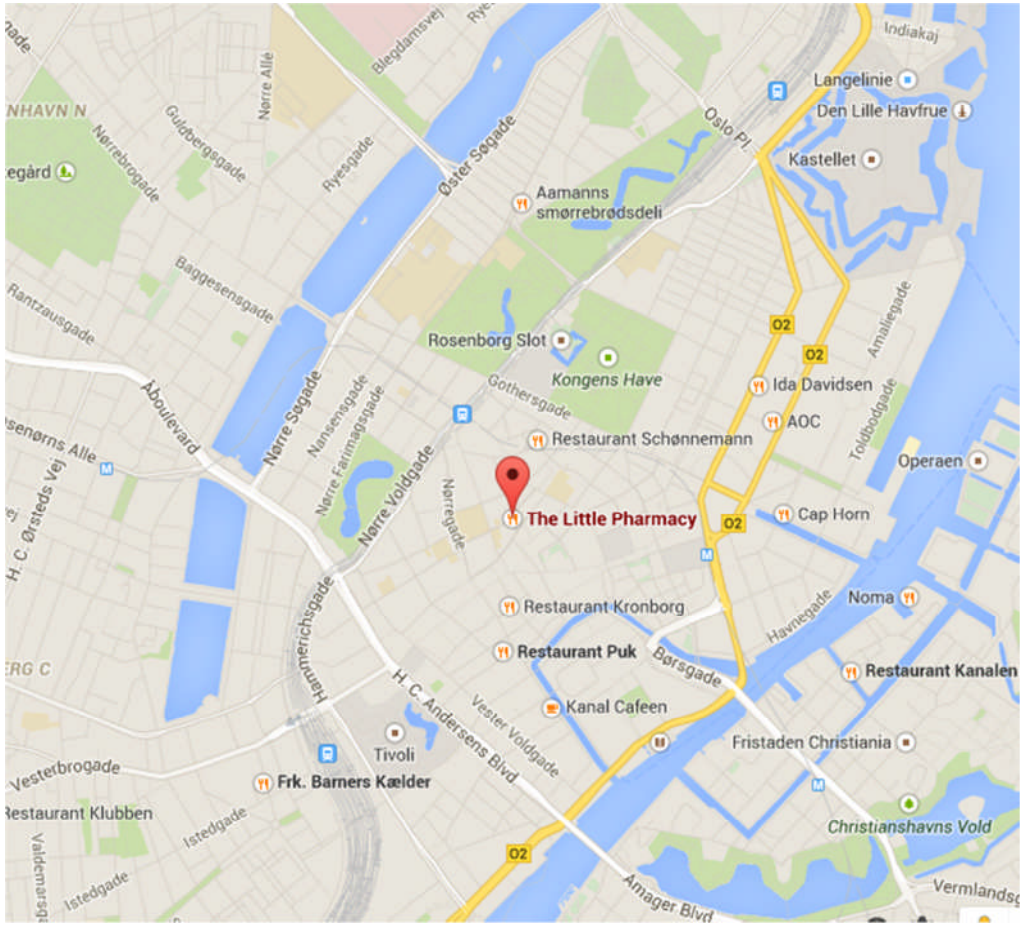 Ryesg
Indiakaj
Blegdamsvej
Nørre Allé
Langelinie
Den Lille Havfrue
ENHAVN N
Guldbergsgade
Oslo Pl.
Nørrebrogade
Ryesgade
Kastellet
egård
Øster Søgade
Aamanns
smørrebrødsdeli
Baggesensgade
Rantzausgade
Amaliegade
O2
O2
Rosenborg Slot
Kongens Have
Åboulevard
Nørre Søgade
Nansensgade
Gothersgade
Ida Davidsen
Nørre Farimagsgade
AOC
Toldbodgade
senørns Alle
M
Restaurant Schønnemann
Operaen
H. C. Ørsteds Vej
Nørre Voldgade
Nørregade
The Little Pharmacy
O2
Cap Horn
M
Hammerichsgade
Restaurant Kronborg
Noma
Havnegade
ERG C
Restaurant Puk
Børsgade
Restaurant Kanalen
H. C. Andersens Blvd
Vester Voldgade
Kanal Cafeen
Tivoli
Fristaden Christiania
Vesterbrogade
Frk. Barners Kælder
M
Restaurant Klubben
Istedgade
Christianshavns Vold
Valdemarsg
O2
Istedgade
Amager Blvd
Vermlandsg